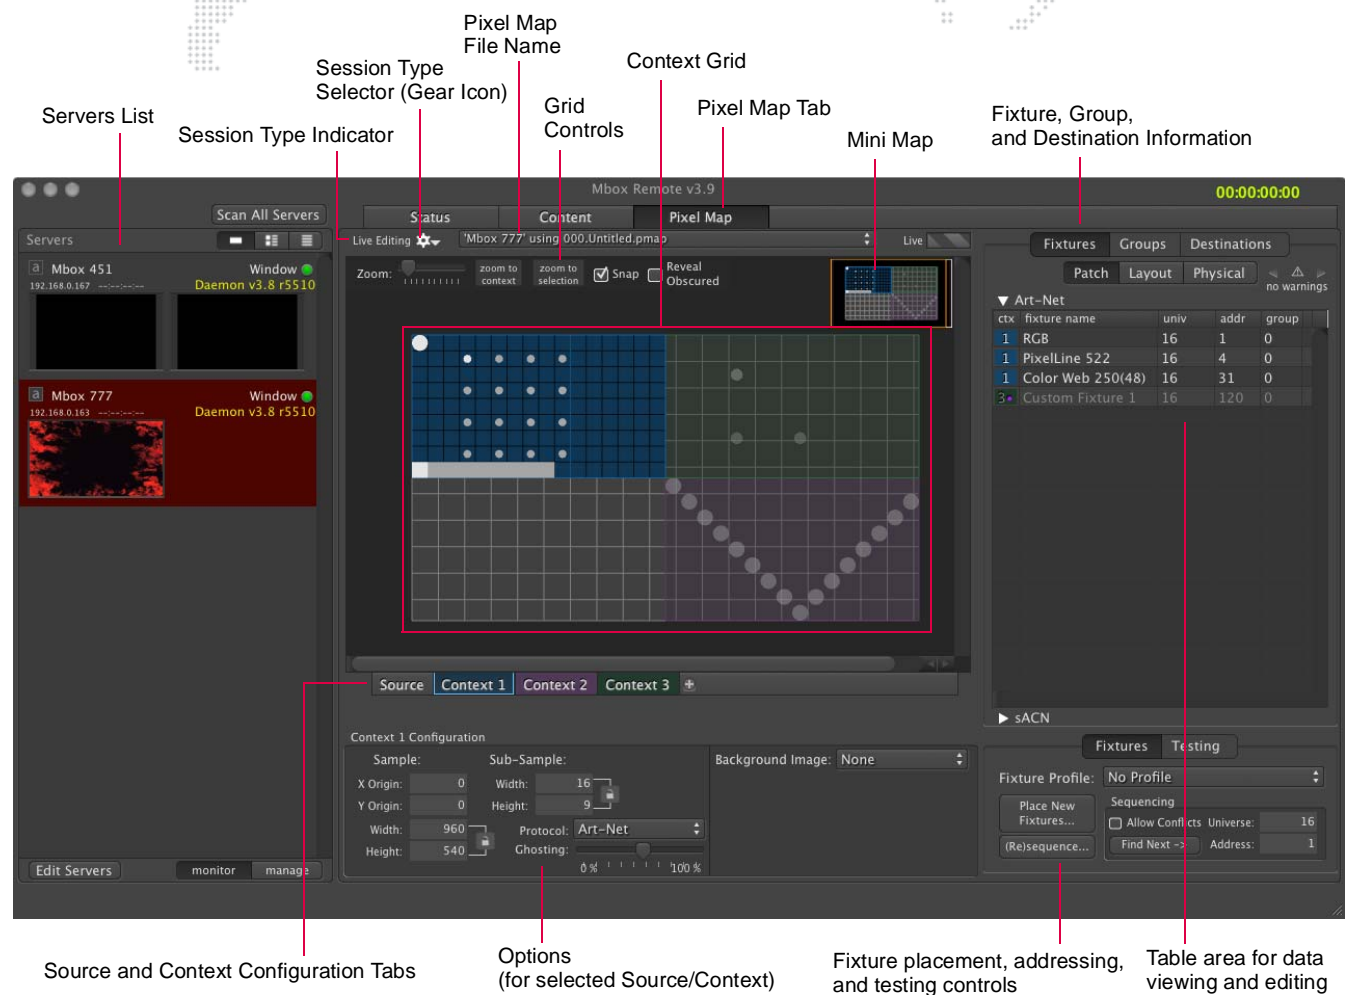 Pixel Map
File Name
Session Type
Selector (Gear Icon)
Context Grid
Servers List
Session Type Indicator
Grid
Controls
Pixel Map Tab
Mini Map
Fixture, Group,
and Destination Information
Mbox Remote v3.9
00:00:00:00
Scan All Servers
Status
Content
Pixel Map
Servers
Live Editing
'Mbox 777' using 000.Untitled.pmap
Live
Fixtures
Groups
Destinations
a Mbox 451
Window
192.168.0.167 --:--:--:--
Daemon v3.8 r5510
Zoom:
zoom to
context
zoom to
selection
Snap
Reveal
Obscured
Patch
Layout
Physical
no warnings
Art-Net
ctx fixture name univ addr group
1 RGB 16 1 0
1 PixelLine 522 16 4 0
1 Color Web 250(48) 16 31 0
3 Custom Fixture 1 16 120 0
a Mbox 777
Window
192.168.0.163 --:--:--:--
Daemon v3.8 r5510
Source
Context 1
Context 2
Context 3
+
sACN
Context 1 Configuration
Sample:
Sub-Sample:
Background Image: None
X Origin: 0
Width: 16
Y Origin: 0
Height: 9
Width: 960
Protocol: Art-Net
Height: 540
Ghosting:
0 %
100 %
Fixtures
Testing
Fixture Profile: No Profile
Place New
Fixtures...
Sequencing
Allow Conflicts
Universe: 16
(Re)sequence...
Find Next ->
Address: 1
Edit Servers
monitor
manage
Source and Context Configuration Tabs
Options
(for selected Source/Context)
Fixture placement, addressing,
and testing controls
Table area for data
viewing and editing